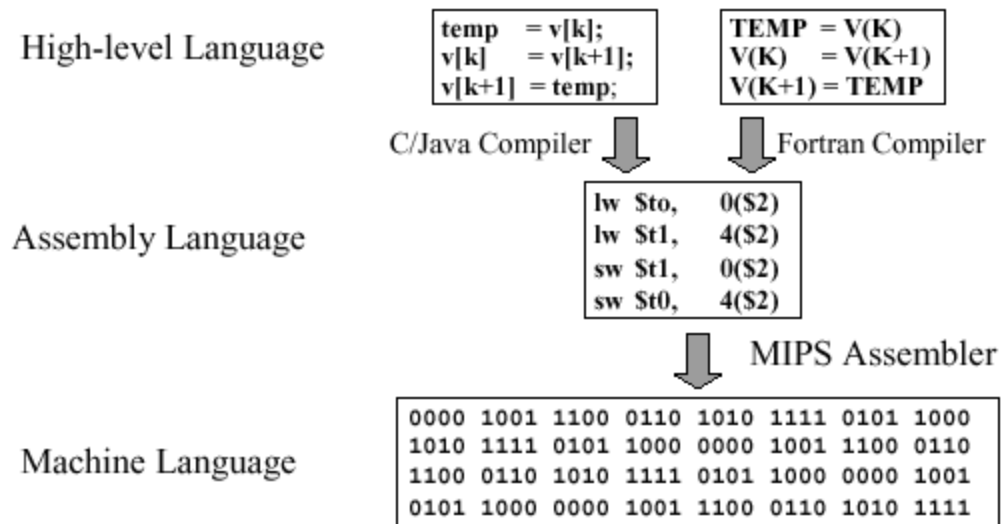 High-level Language
temp = v[k];
v[k] = v[k+1];
v[k+1] = temp;
TEMP = V(K)
V(K) = V(K+1)
V(K+1) = TEMP
C/Java Compiler
Fortran Compiler
Assembly Language
lw $to, 0($2)
lw $t1, 4($2)
sw $t1, 0($2)
sw $t0, 4($2)
MIPS Assembler
Machine Language
0000 1001 1100 0110 1010 1111 0101 1000
1010 1111 0101 1000 0000 1001 1100 0110
1100 0110 1010 1111 0101 1000 0000 1001
0101 1000 0000 1001 1100 0110 1010 1111